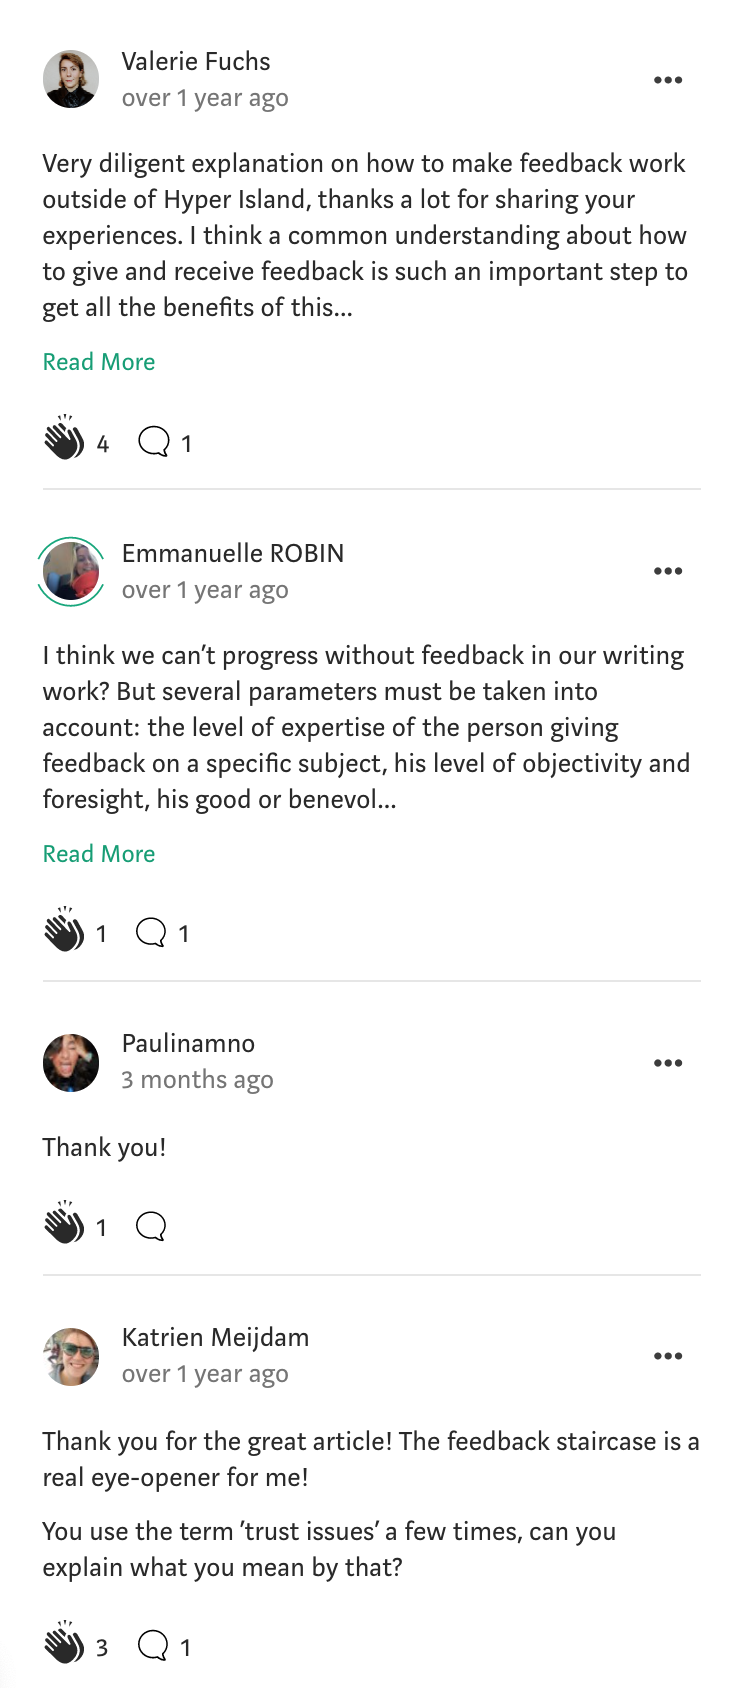 Valerie Fuchs
over 1 year ago
Very diligent explanation on how to make feedback work
outside of Hyper Island, thanks a lot for sharing your
experiences. I think a common understanding about how
to give and receive feedback is such an important step to
get all the benefits of this...
Read More
4 1
Emmanuelle ROBIN
over 1 year ago
I think we can’t progress without feedback in our writing
work? But several parameters must be taken into
account: the level of expertise of the person giving
feedback on a specific subject, his level of objectivity and
foresight, his good or benevol...
Read More
1 1
Paulinamno
3 months ago
Thank you!
1
Katrien Meijdam
over 1 year ago
Thank you for the great article! The feedback staircase is a
real eye-opener for me!
You use the term ’trust issues’ a few times, can you
explain what you mean by that?
3 1